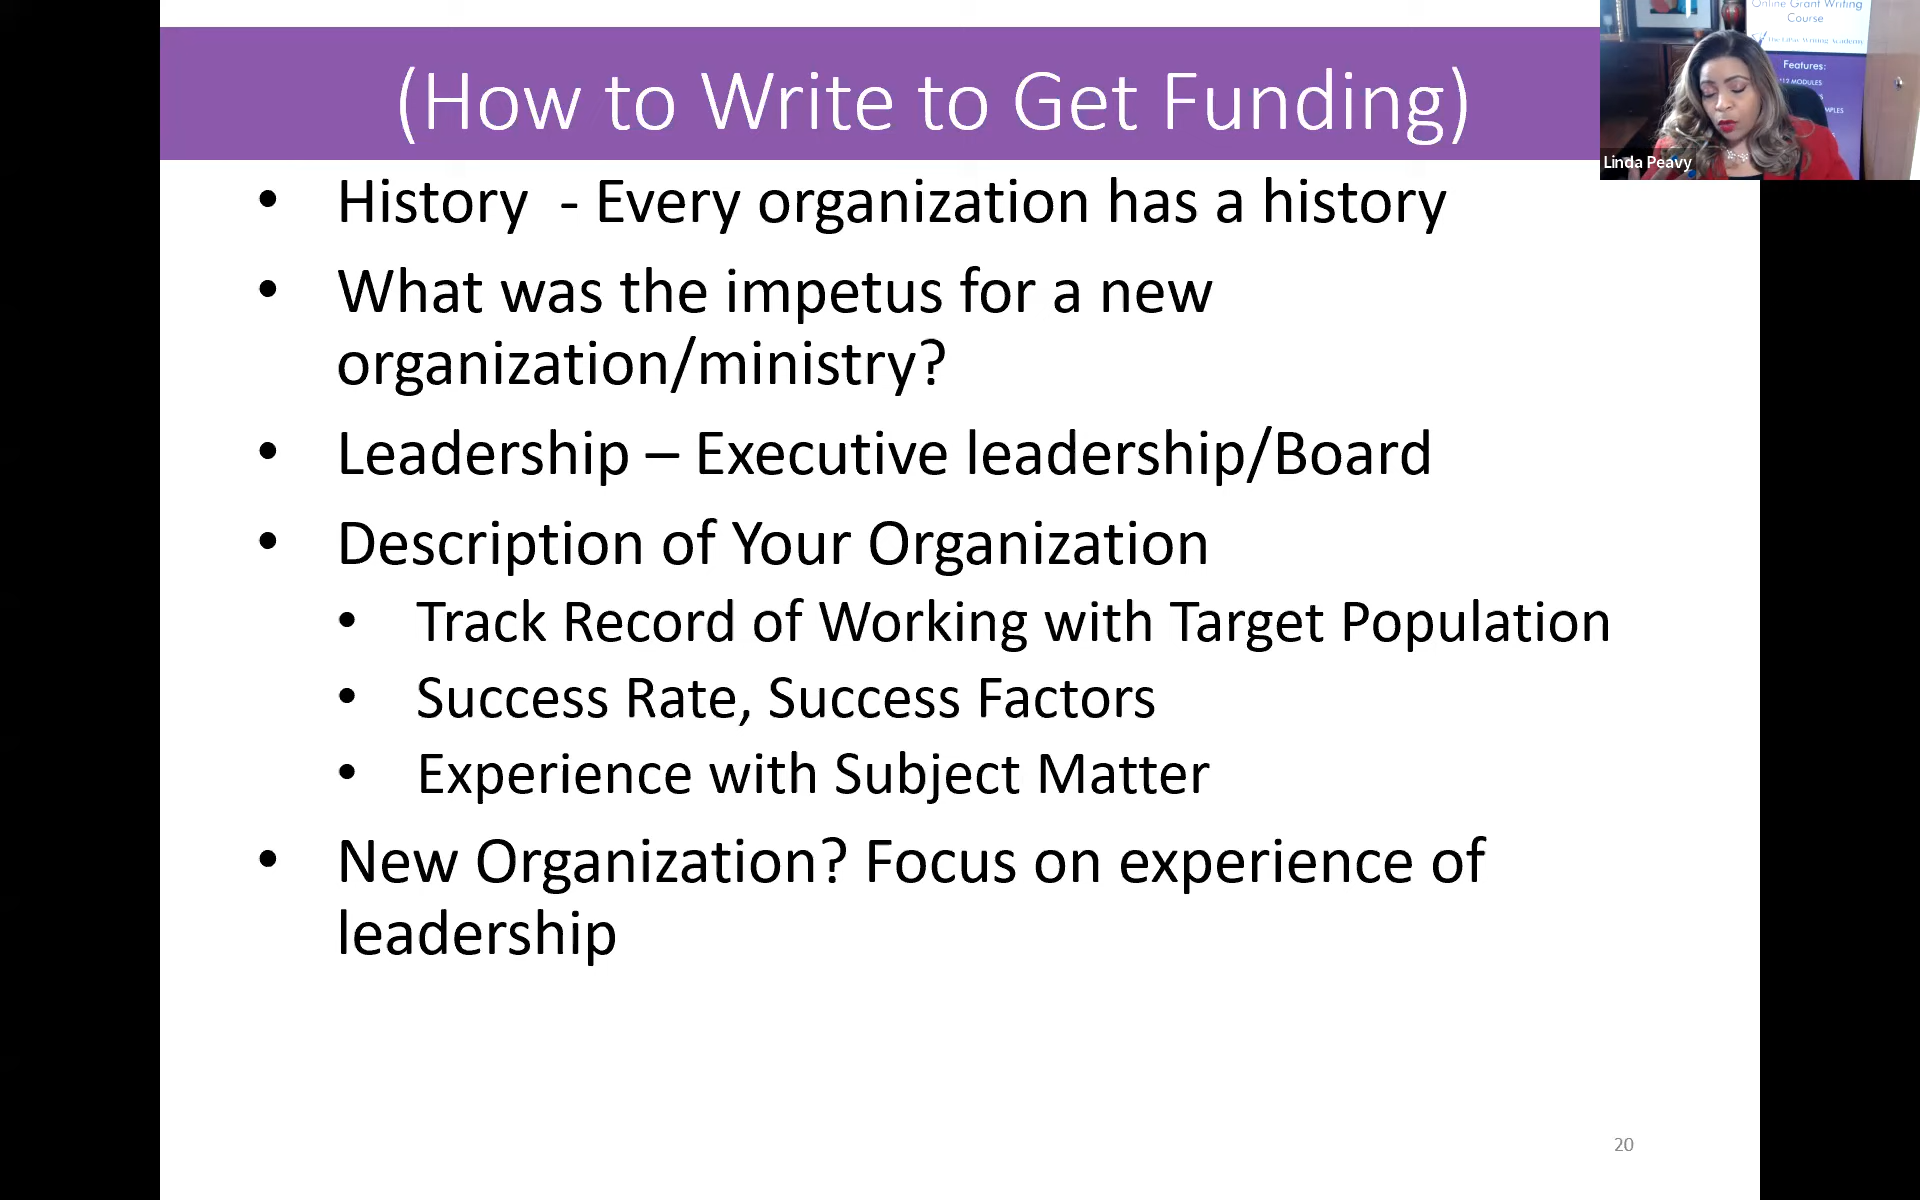 (How to Write to Get Funding)
Online Grant Writing
Course
Writing Academy
Features:
MODULES
Linda Peavy
• History - Every organization has a history
• What was the impetus for a new
organization/ministry?
• Leadership – Executive leadership/Board
• Description of Your Organization
• Track Record of Working with Target Population
• Success Rate, Success Factors
• Experience with Subject Matter
• New Organization? Focus on experience of
leadership
20